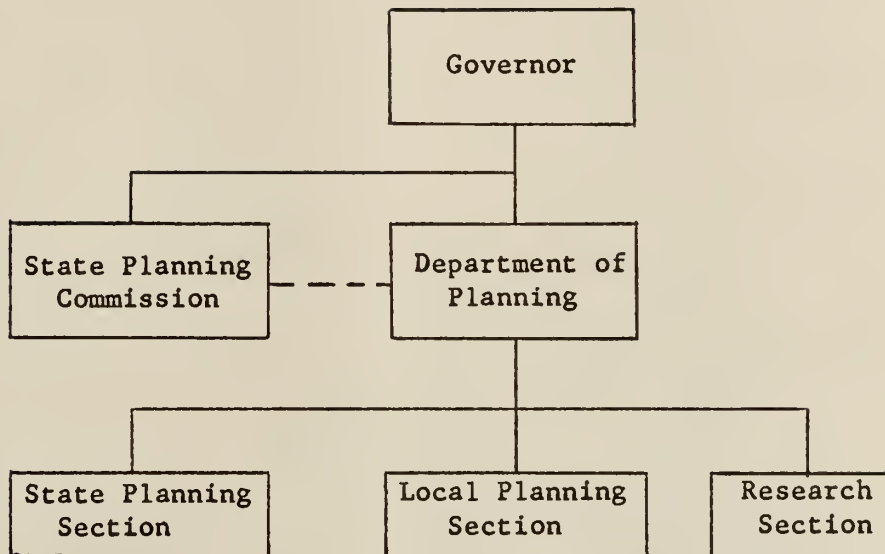 Governor
State Planning
Commission
Department of
Planning
State Planning
Section
Local Planning
Section
Research
Section